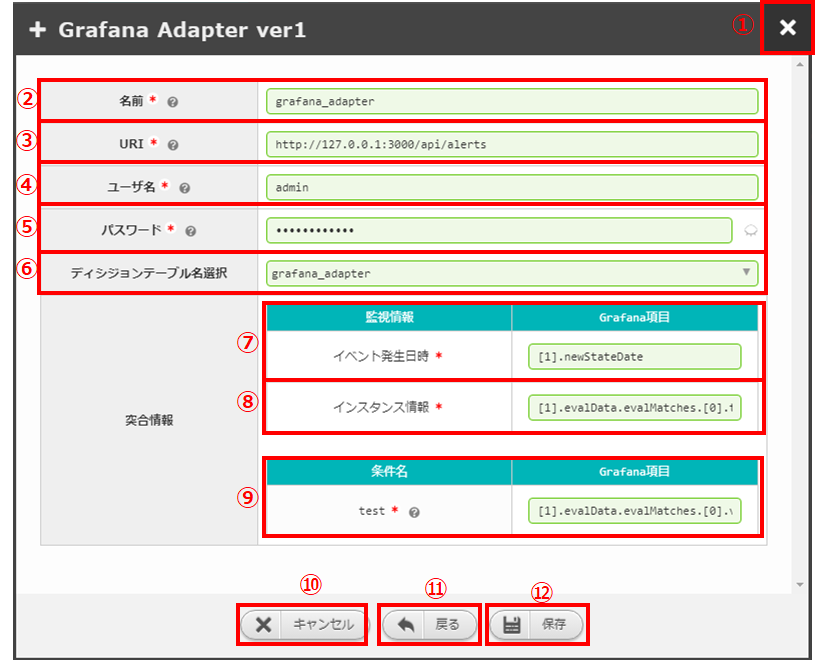 + Grafana Adapter ver1 ① ×
② 名前 * ? grafana_adapter
③ URI * ? http://127.0.0.1:3000/api/alerts
④ ユーザ名 * ? admin
⑤ パスワード * ? ••••••••••••
⑥ ディシジョンテーブル名選択 grafana_adapter ▼
突合情報
監視情報 Grafana項目
⑦ イベント発生日時 * [1].newStateDate
⑧ インスタンス情報 * [1].evalData.evalMatches.[0].
条件名 Grafana項目
⑨ test * ? [1].evalData.evalMatches.[0].
⑩ ⑪ ⑫
キャンセル 戻る 保存